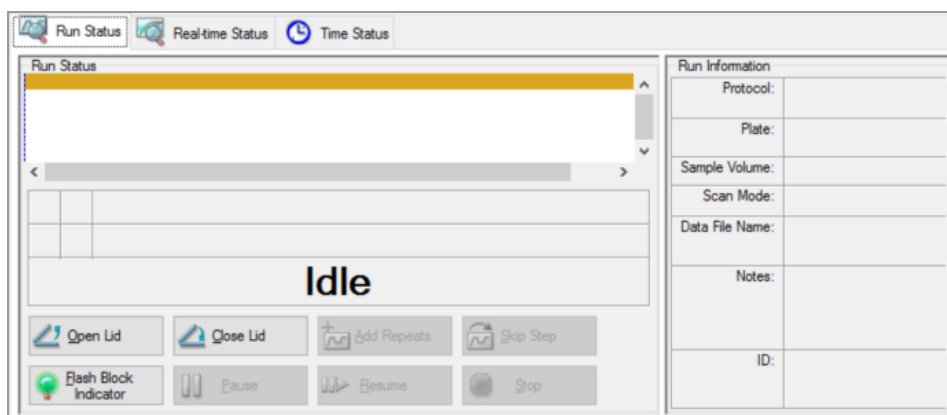 Run Status Real-time Status Time Status
Run Status
Idle
Open Lid Close Lid Add Repeats Skip Step
Flash Block
Indicator
Pause Resume Stop
Run Information
Protocol:
Plate:
Sample Volume:
Scan Mode:
Data File Name:
Notes:
ID: